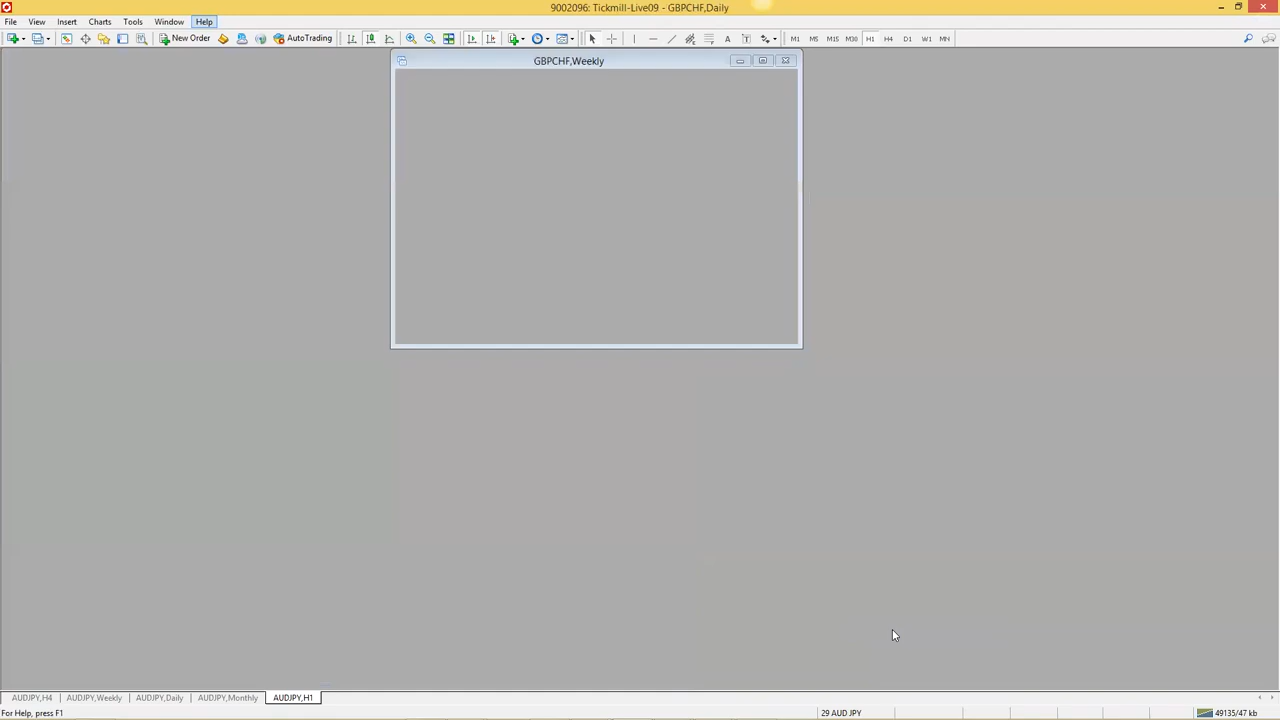 9002096: Tickmill-Live09 - GBPCHF,Daily
File View Insert Charts Tools Window Help
New Order AutoTrading A T M1 M5 M15 M30 H1 H4 D1 W1 MN
GBPCHF,Weekly
AUDJPY,H4 AUDJPY,Weekly AUDJPY,Daily AUDJPY,Monthly AUDJPY,H1
For Help, press F1 29 AUD JPY 49135/47 kb